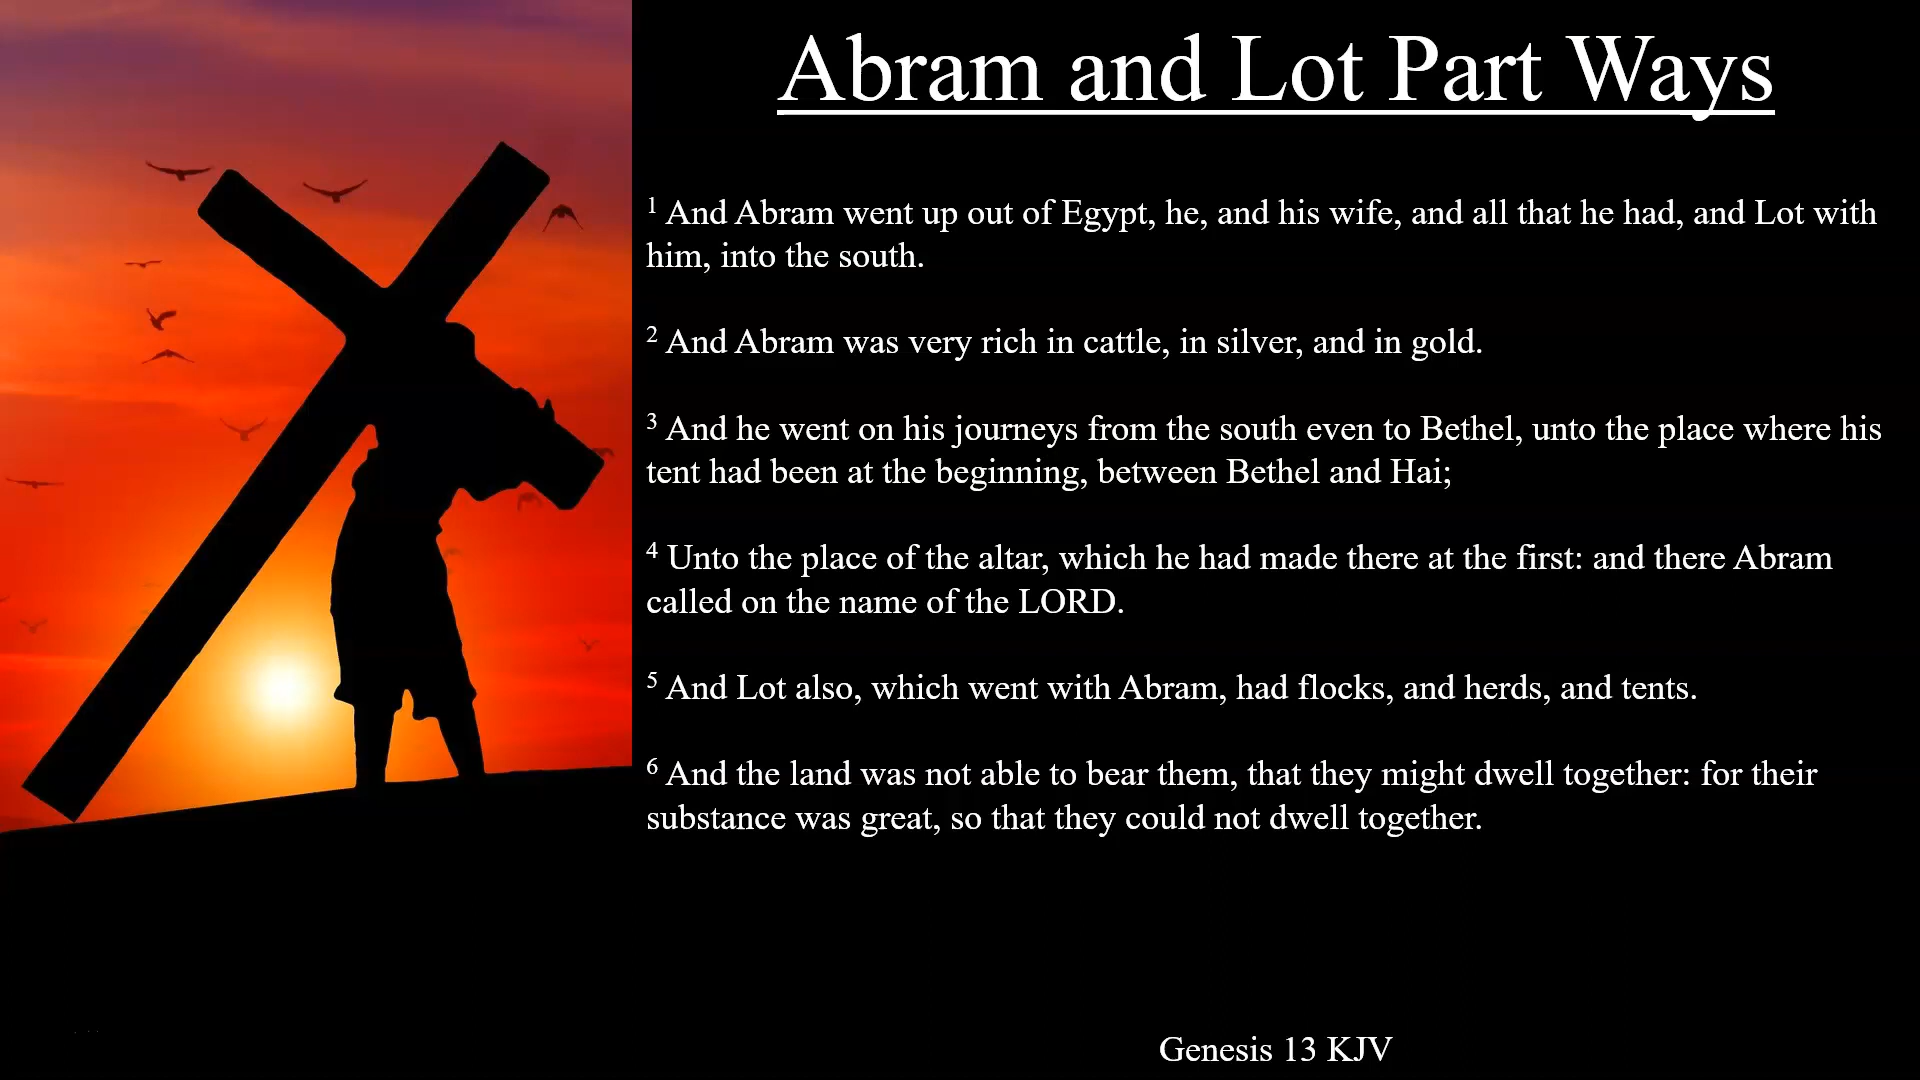 Abram and Lot Part Ways
1 And Abram went up out of Egypt, he, and his wife, and all that he had, and Lot with
him, into the south.
2 And Abram was very rich in cattle, in silver, and in gold.
3 And he went on his journeys from the south even to Bethel, unto the place where his
tent had been at the beginning, between Bethel and Hai;
4 Unto the place of the altar, which he had made there at the first: and there Abram
called on the name of the LORD.
5 And Lot also, which went with Abram, had flocks, and herds, and tents.
6 And the land was not able to bear them, that they might dwell together: for their
substance was great, so that they could not dwell together.
Genesis 13 KJV